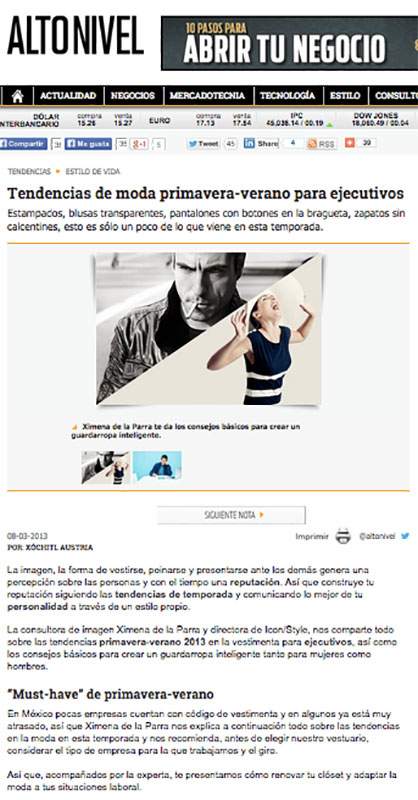 ALTONIVEL
10 PASOS PARA
ABRIR TU NEGOCIO
ACTUALIDAD NEGOCIOS MERCADOTECNIA TECNOLOGÍA ESTILO CONSULTO
DÓLAR compra venta EURO compra venta IPC DOW JONES
INTERBANCARIO 15.26 15.27 17.13 17.54 45,038.14 / 00.19
Compartir 38 Me gusta 35 +1 5 Tweet 45 Share 4 RSS 39
TENDENCIAS ESTILO DE VIDA
Tendencias de moda primavera-verano para ejecutivos
Estampados, blusas transparentes, pantalones con botones en la bragueta, zapatos sin
calcentines, esto es sólo un poco de lo que viene en esta temporada.
Ximena de la Parra te da los consejos básicos para crear un
guardarropa inteligente.
SIGUIENTE NOTA
08-03-2013 Imprimir @altonivel
POR: XÓCHITL AUSTRIA
La imagen, la forma de vestirse, peinarse y presentarse ante los demás genera una
percepción sobre las personas y con el tiempo una reputación. Así que construye tu
reputación siguiendo las tendencias de temporada y comunicando lo mejor de tu
personalidad a través de un estilo propio.
La consultora de imagen Ximena de la Parra y directora de Icon/Style, nos comparte todo
sobre las tendencias primavera-verano 2013 en la vestimenta para ejecutivos, así como
los consejos básicos para crear un guardarropa inteligente tanto para mujeres como
hombres.
"Must-have" de primavera-verano
En México pocas empresas cuentan con código de vestimenta y en algunos ya está muy
atrasado, así que Ximena de la Parra nos explica a continuación todo sobre las tendencias
en la moda en esta temporada y nos recomienda, antes de elegir nuestro vestuario,
considerar el tipo de empresa para la que trabajamos y el giro.
Así que, acompañados por la experta, te presentamos cómo renovar tu clóset y adaptar la
moda a tus situaciones laboral.